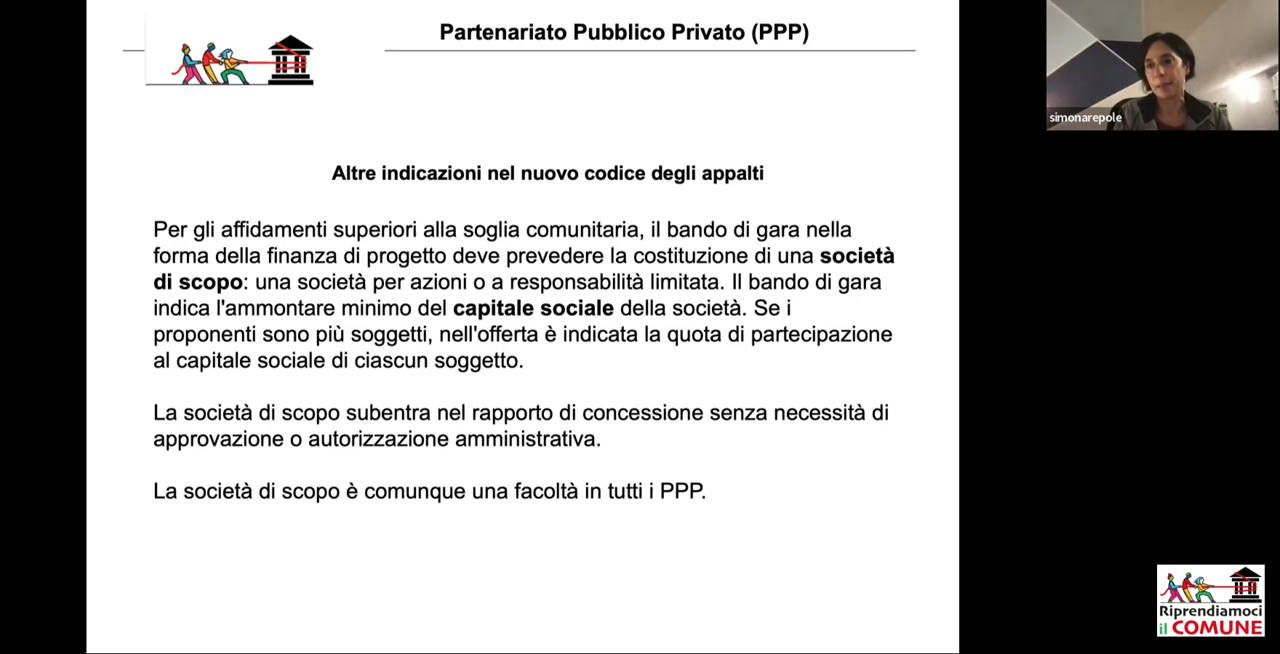 Partenariato Pubblico Privato (PPP)
simonarepole
Altre indicazioni nel nuovo codice degli appalti
Per gli affidamenti superiori alla soglia comunitaria, il bando di gara nella
forma della finanza di progetto deve prevedere la costituzione di una società
di scopo: una società per azioni o a responsabilità limitata. Il bando di gara
indica l'ammontare minimo del capitale sociale della società. Se i
proponenti sono più soggetti, nell'offerta è indicata la quota di partecipazione
al capitale sociale di ciascun soggetto.
La società di scopo subentra nel rapporto di concessione senza necessità di
approvazione o autorizzazione amministrativa.
La società di scopo è comunque una facoltà in tutti i PPP.
Riprendiamoci
il COMUNE